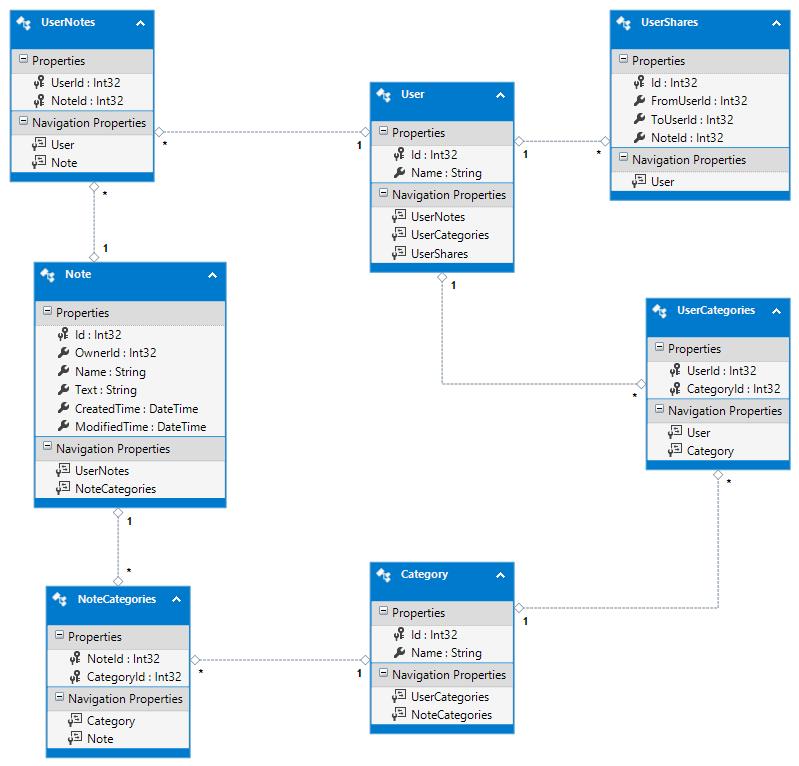 UserNotes
Properties
UserId : Int32
NoteId : Int32
Navigation Properties
User
Note
*
1
*
1
User
Properties
Id : Int32
Name : String
Navigation Properties
UserNotes
UserCategories
UserShares
1
*
1
*
UserShares
Properties
Id : Int32
FromUserId : Int32
ToUserId : Int32
NoteId : Int32
Navigation Properties
User
Note
Properties
Id : Int32
OwnerId : Int32
Name : String
Text : String
CreatedTime : DateTime
ModifiedTime : DateTime
Navigation Properties
UserNotes
NoteCategories
1
*
UserCategories
Properties
UserId : Int32
CategoryId : Int32
Navigation Properties
User
Category
*
1
NoteCategories
Properties
NoteId : Int32
CategoryId : Int32
Navigation Properties
Category
Note
*
1
Category
Properties
Id : Int32
Name : String
Navigation Properties
UserCategories
NoteCategories